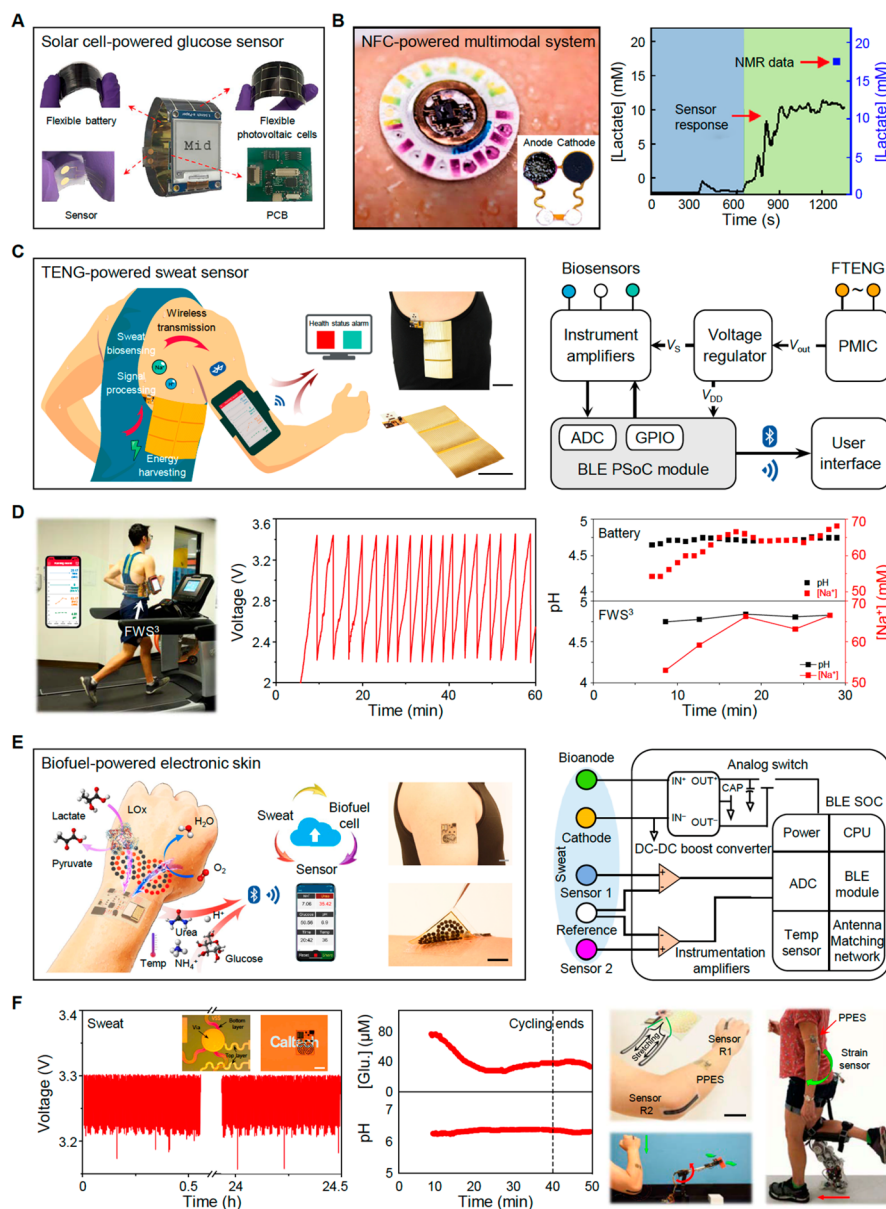 A
Solar cell-powered glucose sensor
Flexible battery
Flexible
photovoltaic cells
Mid
Sensor
PCB
B
NFC-powered multimodal system
Anode Cathode
[Lactate] (mM)
20
15
10
5
0
NMR data
Sensor
response
0 300 600 900 1200
Time (s)
20
15
10
5
0
[Lactate] (mM)
C
TENG-powered sweat sensor
Wireless
transmission
Sweat
biosensing
Na⁺
H⁺
Signal
processing
Energy
harvesting
Health status alarm
Biosensors
FTENG
~
Instrument
amplifiers
VS
Voltage
regulator
Vout
PMIC
VDD
ADC
GPIO
BLE PSoC module
User
interface
D
FWS³
Voltage (V)
3.6
3.2
2.8
2.4
2
0 10 20 30 40 50 60
Time (min)
pH
5
4.5
4
5
4.5
4
Battery
pH
[Na⁺]
FWS³
pH
[Na⁺]
0 10 20 30
Time (min)
70
65
60
55
50
70
60
50
[Na⁺] (mM)
E
Biofuel-powered electronic skin
Lactate
LOx
H₂O
Pyruvate
O₂
Urea
H⁺
Temp
NH₄⁺
Glucose
Sweat
Biofuel
cell
Sensor
Bioanode
Cathode
Sweat
Sensor 1
Reference
Sensor 2
Analog switch
IN⁺ OUT⁺
CAP
IN⁻ OUT⁻
DC-DC boost converter
BLE SOC
Power
CPU
ADC
BLE
module
Temp
sensor
Antenna
Matching
network
+
-
+
-
Instrumentation
amplifiers
F
Sweat
Via
Bottom
layer
Top layer
Caltech
Voltage (V)
3.4
3.3
3.2
3.1
0 0.5 24 24.5
Time (h)
Cycling ends
[Glu.] (µM)
80
40
0
pH
7
6
5
0 10 20 30 40 50
Time (min)
Stretching
Sensor
R1
PPES
Sensor
R2
PPES
Strain
sensor